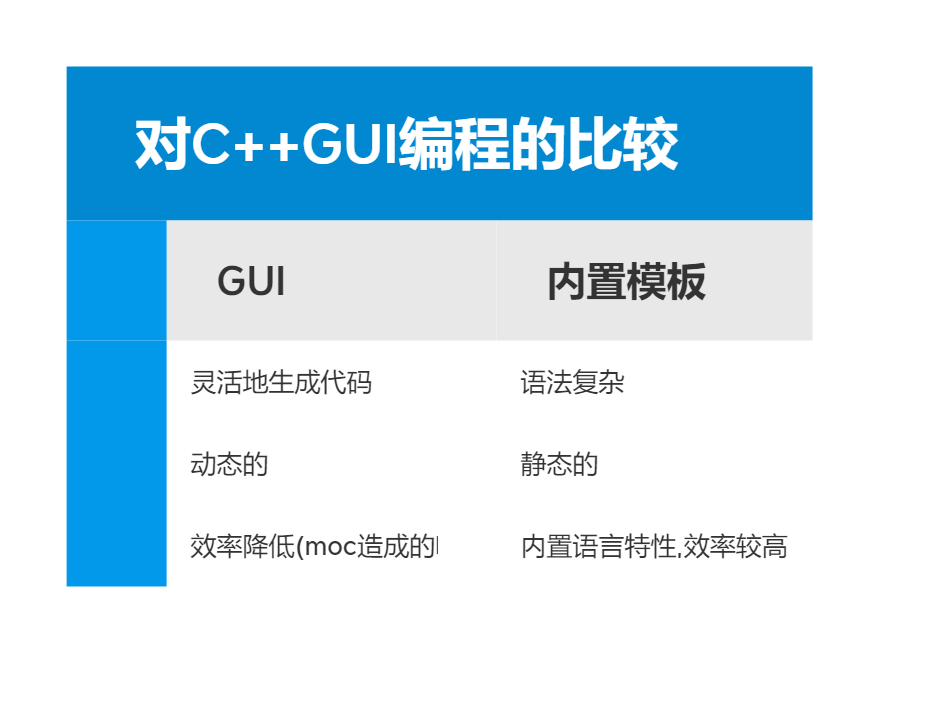 对C++GUI编程的比较
GUI 内置模板
灵活地生成代码 语法复杂
动态的 静态的
效率降低(moc造成的 内置语言特性,效率较高